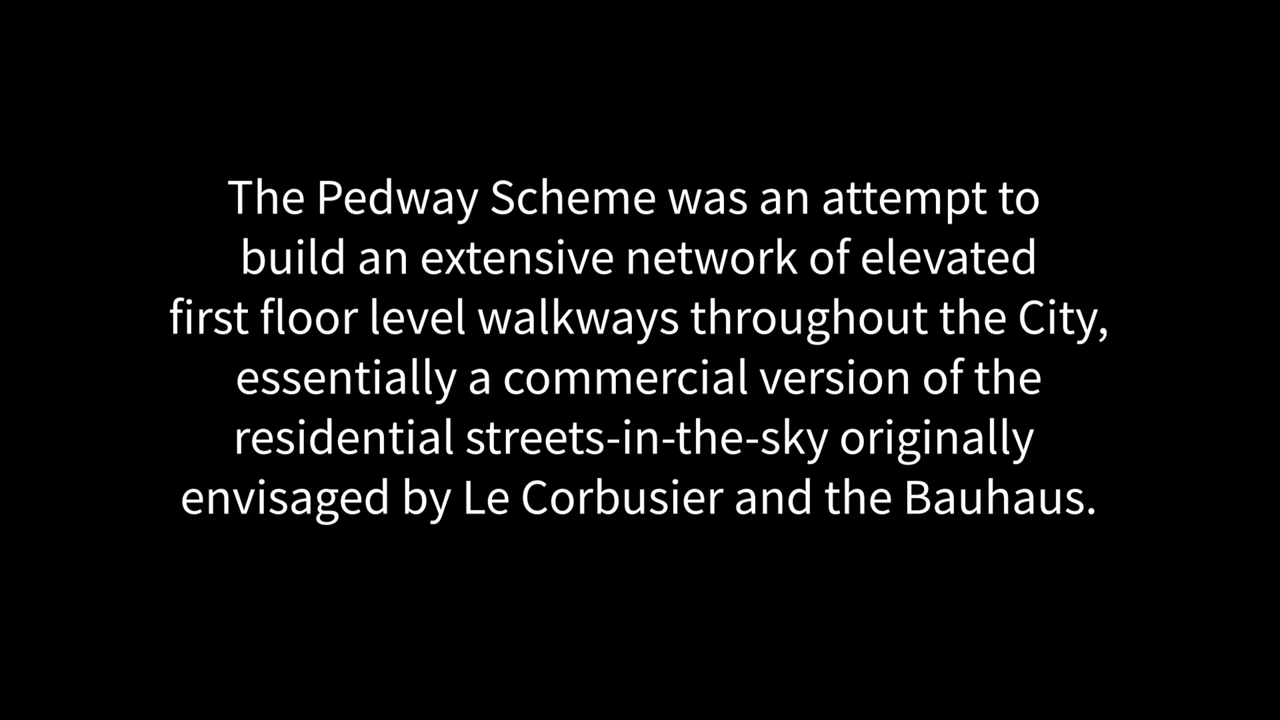 The Pedway Scheme was an attempt to
build an extensive network of elevated
first floor level walkways throughout the City,
essentially a commercial version of the
residential streets-in-the-sky originally
envisaged by Le Corbusier and the Bauhaus.